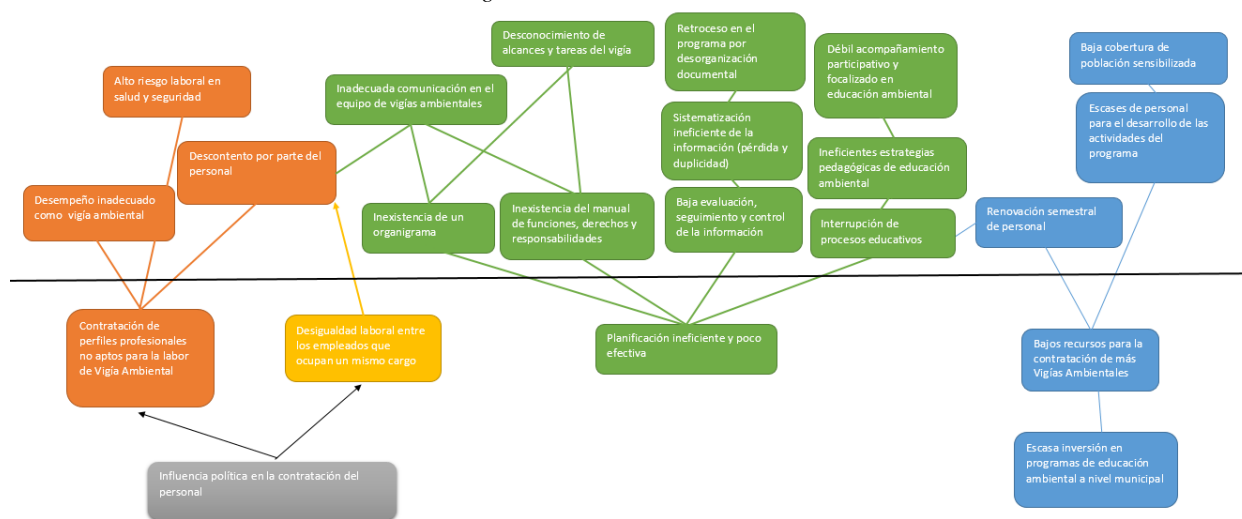 Alto riesgo laboral en
salud y seguridad
Descontento por parte del
personal
Desempeño inadecuado
como vigía ambiental
Inadecuada comunicación en el
equipo de vigías ambientales
Desconocimiento de
alcances y tareas del vigía
Inexistencia de un
organigrama
Inexistencia del manual
de funciones, derechos y
responsabilidades
Retroceso en el
programa por
desorganización
documental
Sistematización
ineficiente de la
información (pérdida y
duplicidad)
Baja evaluación,
seguimiento y control
de la información
Débil acompañamiento
participativo y
focalizado en
educación ambiental
Ineficientes estrategias
pedagógicas de educación
ambiental
Interrupción de
procesos educativos
Baja cobertura de
población sensibilizada
Escases de personal
para el desarrollo de las
actividades del
programa
Renovación semestral
de personal
Contratación de
perfiles profesionales
no aptos para la labor
de Vigía Ambiental
Desigualdad laboral entre
los empleados que
ocupan un mismo cargo
Planificación ineficiente y poco
efectiva
Bajos recursos para la
contratación de más
Vigías Ambientales
Influencia política en la contratación del
personal
Escasa inversión en
programas de educación
ambiental a nivel municipal